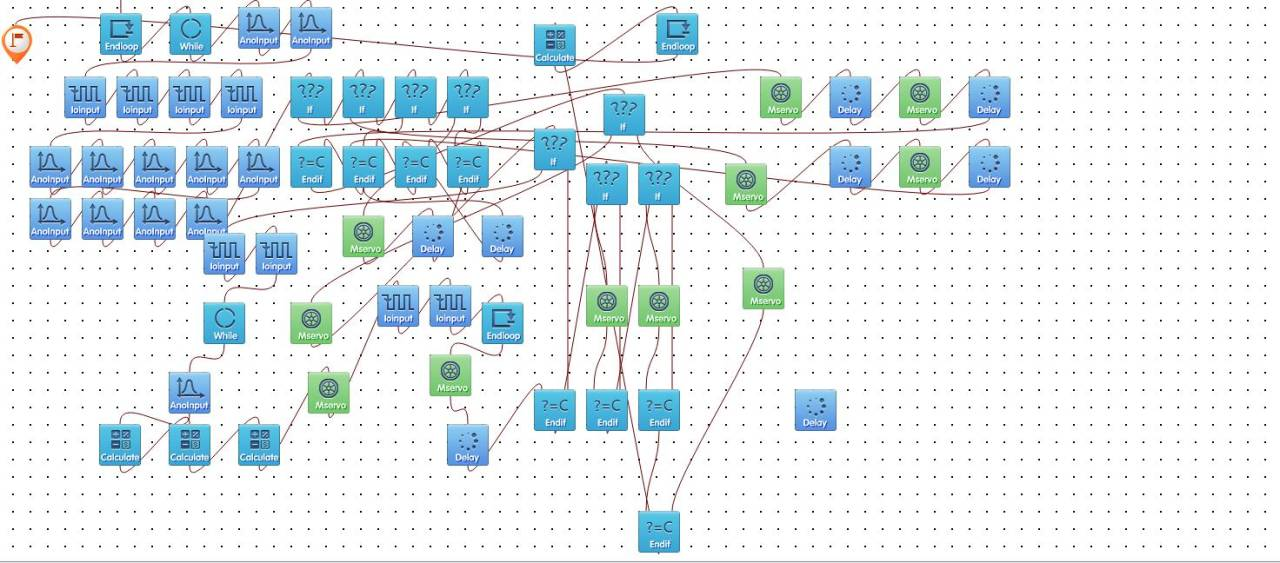 Endloop While AnoInput AnoInput Calculate Endloop
Ioinput Ioinput Ioinput Ioinput ??? If ??? If ??? If ??? If Mservo Delay Mservo Delay
??? If
??? If
AnoInput AnoInput AnoInput AnoInput AnoInput ?=C Endif ?=C Endif ?=C Endif ?=C Endif Delay Mservo Delay
??? If ??? If Mservo
AnoInput AnoInput AnoInput AnoInput
Mservo Delay Delay
Ioinput Ioinput
Mservo
Ioinput Ioinput Mservo Mservo
While Mservo Endloop
Mservo
AnoInput Mservo
?=C Endif ?=C Endif ?=C Endif Delay
Calculate Calculate Calculate Delay
?=C Endif